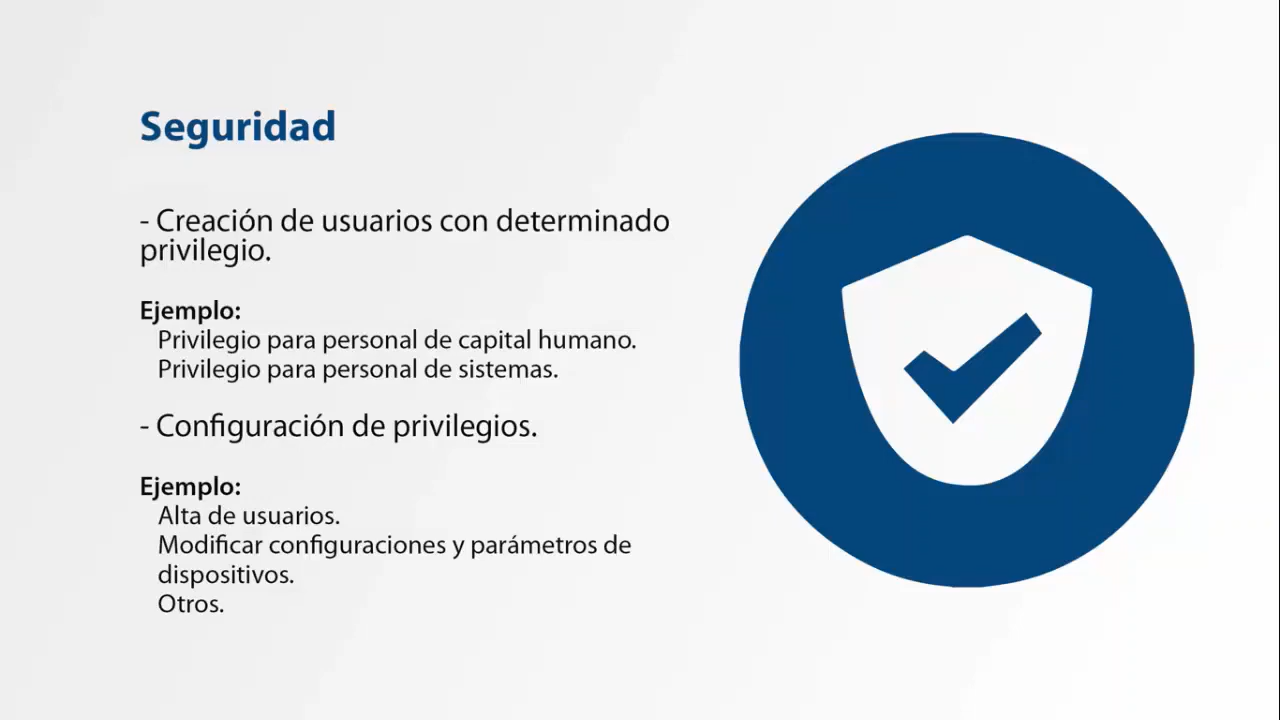 Seguridad
- Creación de usuarios con determinado
privilegio.
Ejemplo:
Privilegio para personal de capital humano.
Privilegio para personal de sistemas.
- Configuración de privilegios.
Ejemplo:
Alta de usuarios.
Modificar configuraciones y parámetros de
dispositivos.
Otros.